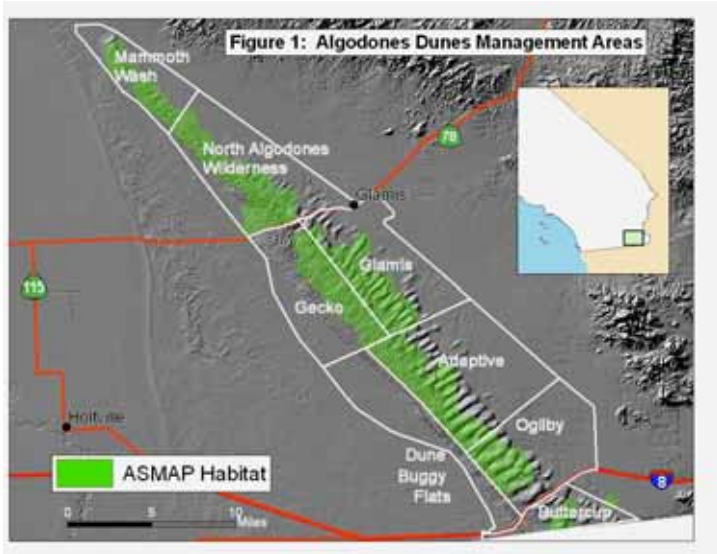 Figure 1: Algodones Dunes Management Areas
Mammoth
Wash
78
North Algodones
Wilderness
Glamis
Glamis
115
Gecko
Adaptive
Holtville
Ogilby
Dune
Buggy
Flats
ASMAP Habitat
8
Buttercup
0 5 10
Miles